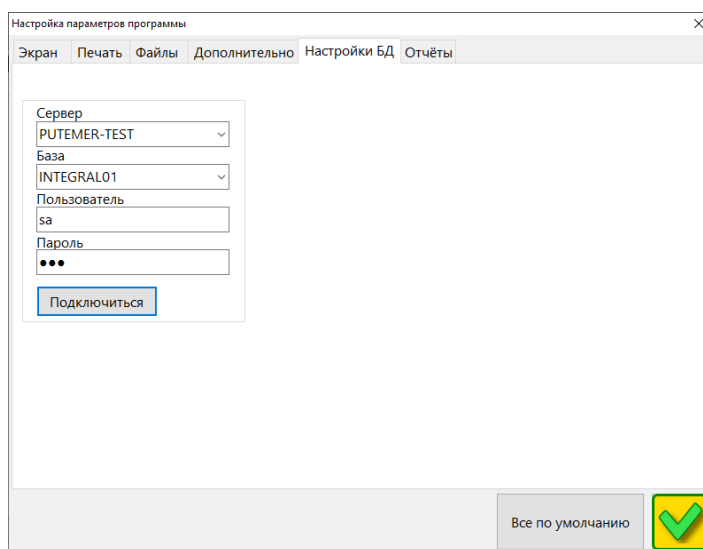 Настройка параметров программы
Экран Печать Файлы Дополнительно Настройки БД Отчёты
Сервер
PUTEMER-TEST
База
INTEGRAL01
Пользователь
sa
Пароль
●●●
Подключиться
Все по умолчанию